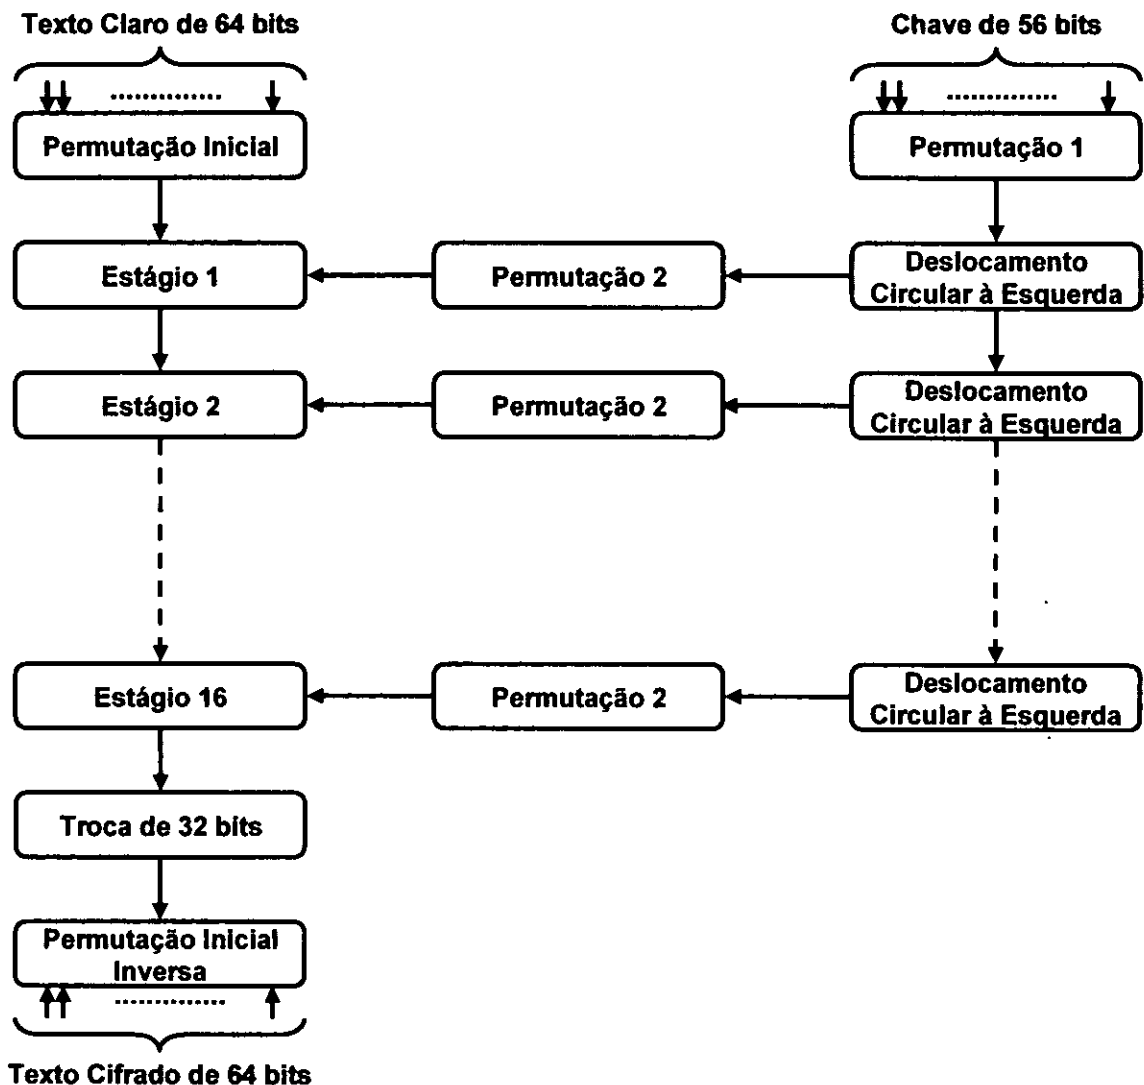 Texto Claro de 64 bits
Chave de 56 bits
Permutação Inicial
Permutação 1
Estágio 1
Permutação 2
Deslocamento
Circular à Esquerda
Estágio 2
Permutação 2
Deslocamento
Circular à Esquerda
Estágio 16
Permutação 2
Deslocamento
Circular à Esquerda
Troca de 32 bits
Permutação Inicial
Inversa
Texto Cifrado de 64 bits